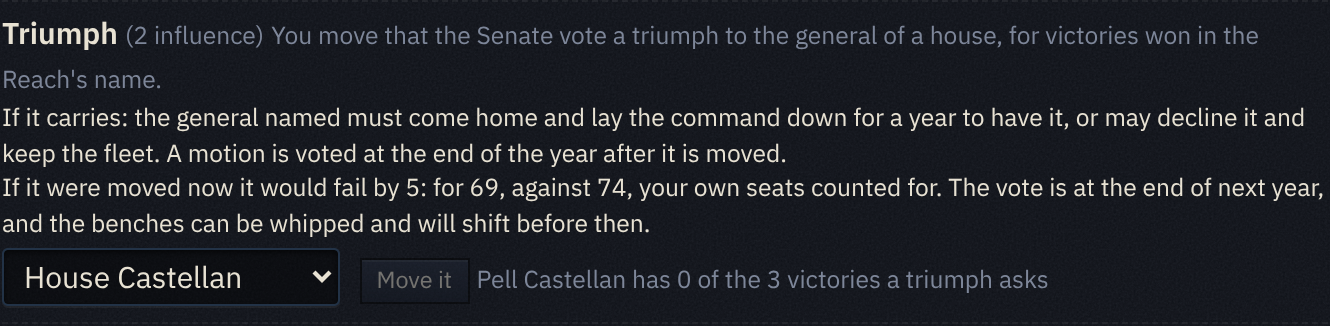 Triumph (2 influence) You move that the Senate vote a triumph to the general of a house, for victories won in the
Reach's name.
If it carries: the general named must come home and lay the command down for a year to have it, or may decline it and
keep the fleet. A motion is voted at the end of the year after it is moved.
If it were moved now it would fail by 5: for 69, against 74, your own seats counted for. The vote is at the end of next year,
and the benches can be whipped and will shift before then.
House Castellan Move it Pell Castellan has 0 of the 3 victories a triumph asks